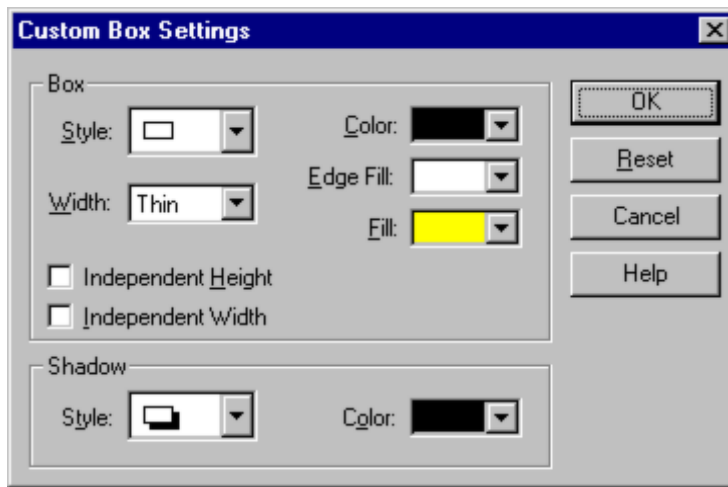 Custom Box Settings
Box
Style:
Color:
Width: Thin
Edge Fill:
Fill:
Independent Height
Independent Width
Shadow
Style:
Color:
OK
Reset
Cancel
Help